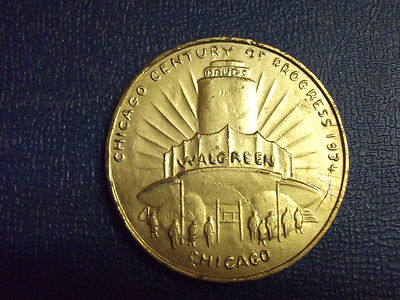 CHICAGO CENTURY OF PROGRESS 1934
DRUGS
WALGREEN
CHICAGO